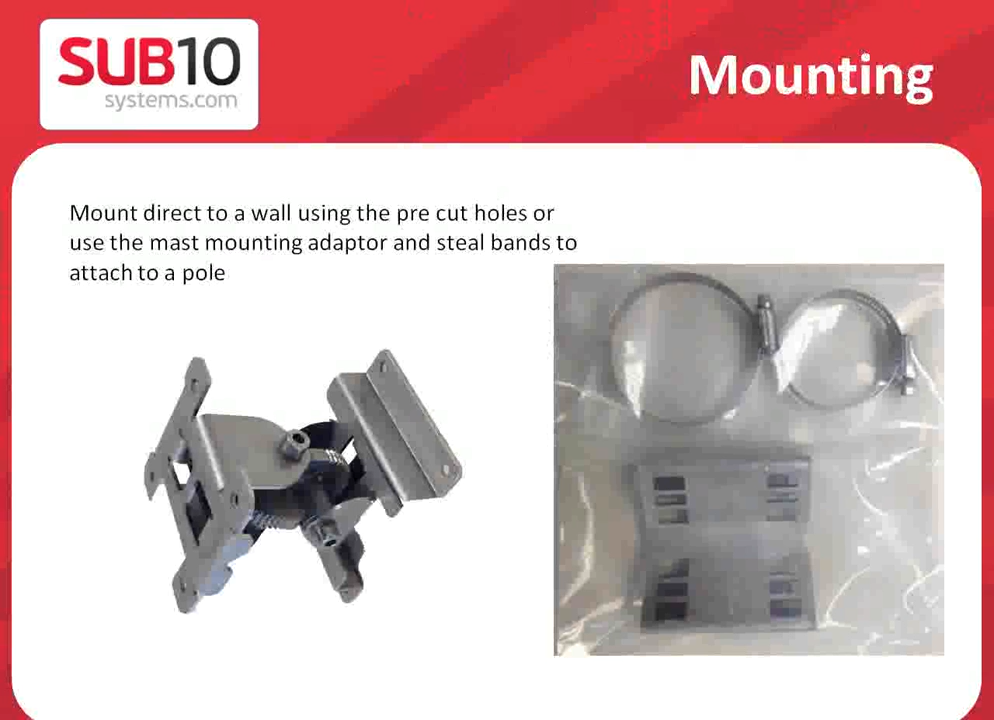 SUB10
systems.com
Mounting
Mount direct to a wall using the pre cut holes or
use the mast mounting adaptor and steal bands to
attach to a pole